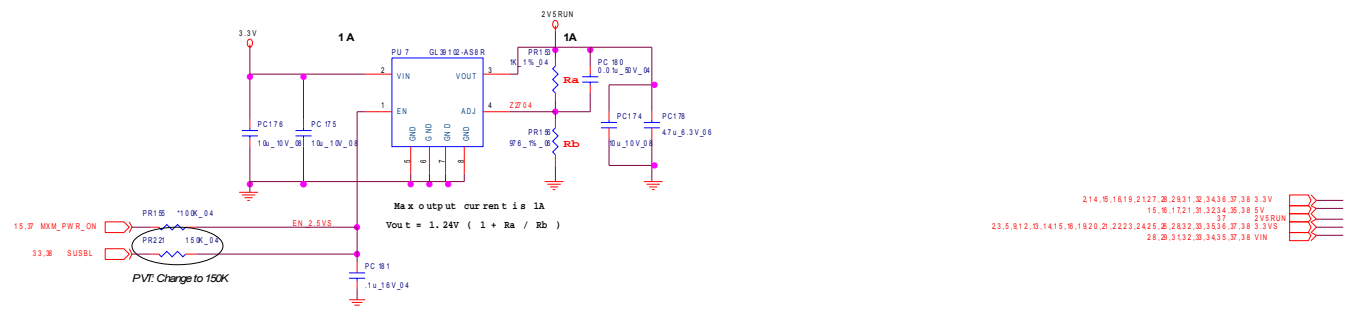 2V5RUN
3.3V
1A
1A
PU7 GL39102-AS8R
PR153
1K_1%_04
PC180
0.01u_50V_04
2 VIN
VOUT 3
Ra
1 EN
ADJ 4
Z2704
PC176
10u_10V_08
PC175
10u_10V_08
GND
GND
GND
GND
5
6
7
8
PR156
976_1%_06
Rb
PC174
10u_10V_08
PC178
4.7u_6.3V_06
Max output current is 1A
Vout = 1.24V ( 1 + Ra / Rb )
PR155 *100K_04
15,37 MXM_PWR_ON
EN_2.5VS
PR221 150K_04
33,38 SUSBL
PVT: Change to 150K
PC181
.1u_16V_04
2,14,15,16,19,21,27,28,29,31,32,34,36,37,38 3.3V
15,16,17,21,31,32,34,35,38 5V
37 2V5RUN
2,3,5,9,12,13,14,15,16,19,20,21,22,23,24,25,26,28,32,33,35,36,37,38 3.3VS
28,29,31,32,33,34,35,37,38 VIN